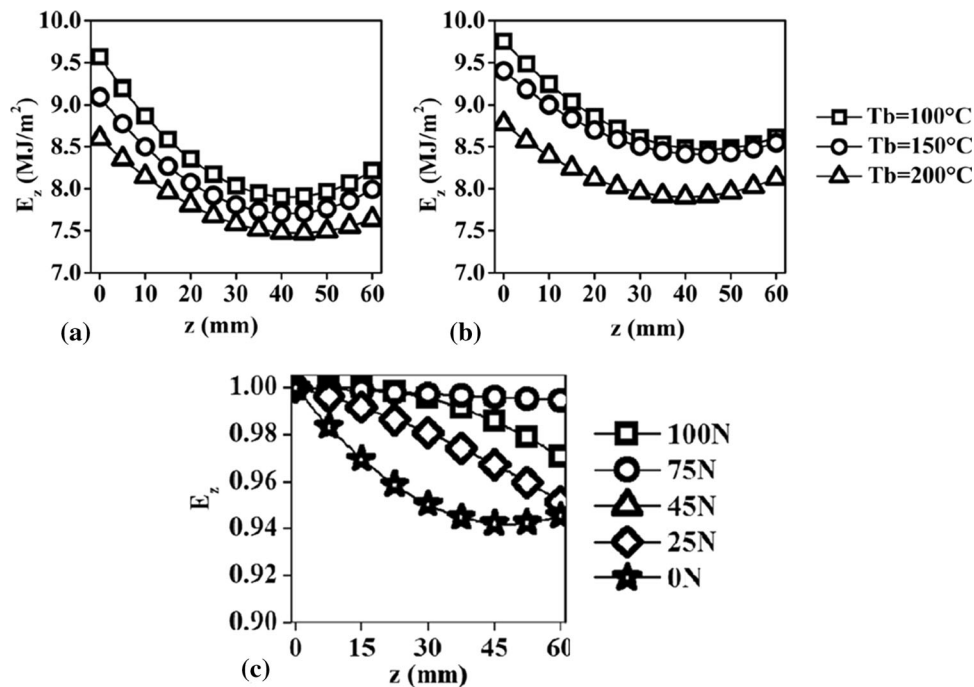 10.0
9.5
9.0
8.5
8.0
7.5
7.0
E_z (MJ/m²)
0 10 20 30 40 50 60
z (mm)
(a)
10.0
9.5
9.0
8.5
8.0
7.5
7.0
E_z (MJ/m²)
0 10 20 30 40 50 60
z (mm)
(b)
Tb=100°C
Tb=150°C
Tb=200°C
1.00
0.98
0.96
0.94
0.92
0.90
E_z
0 15 30 45 60
z (mm)
(c)
100N
75N
45N
25N
0N